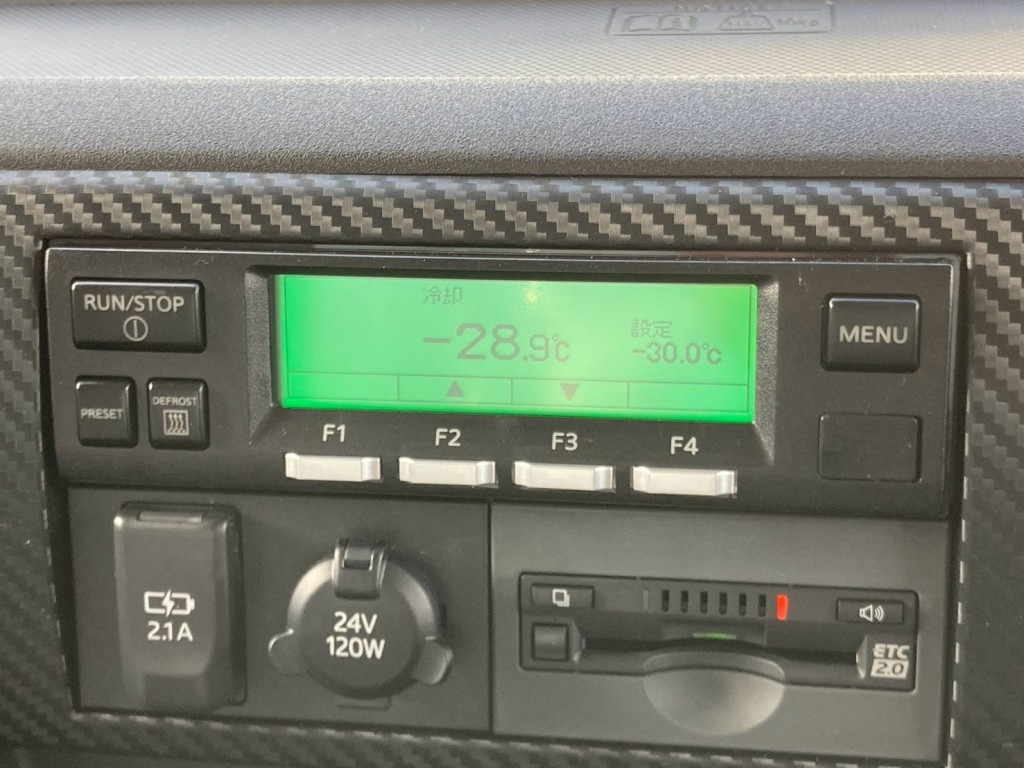 10kg
RUN/STOP
冷却
-28.9℃
設定
-30.0℃
MENU
PRESET
DEFROST
▲ ▼
F1 F2 F3 F4
2.1A
24V
120W
ETC
2.0